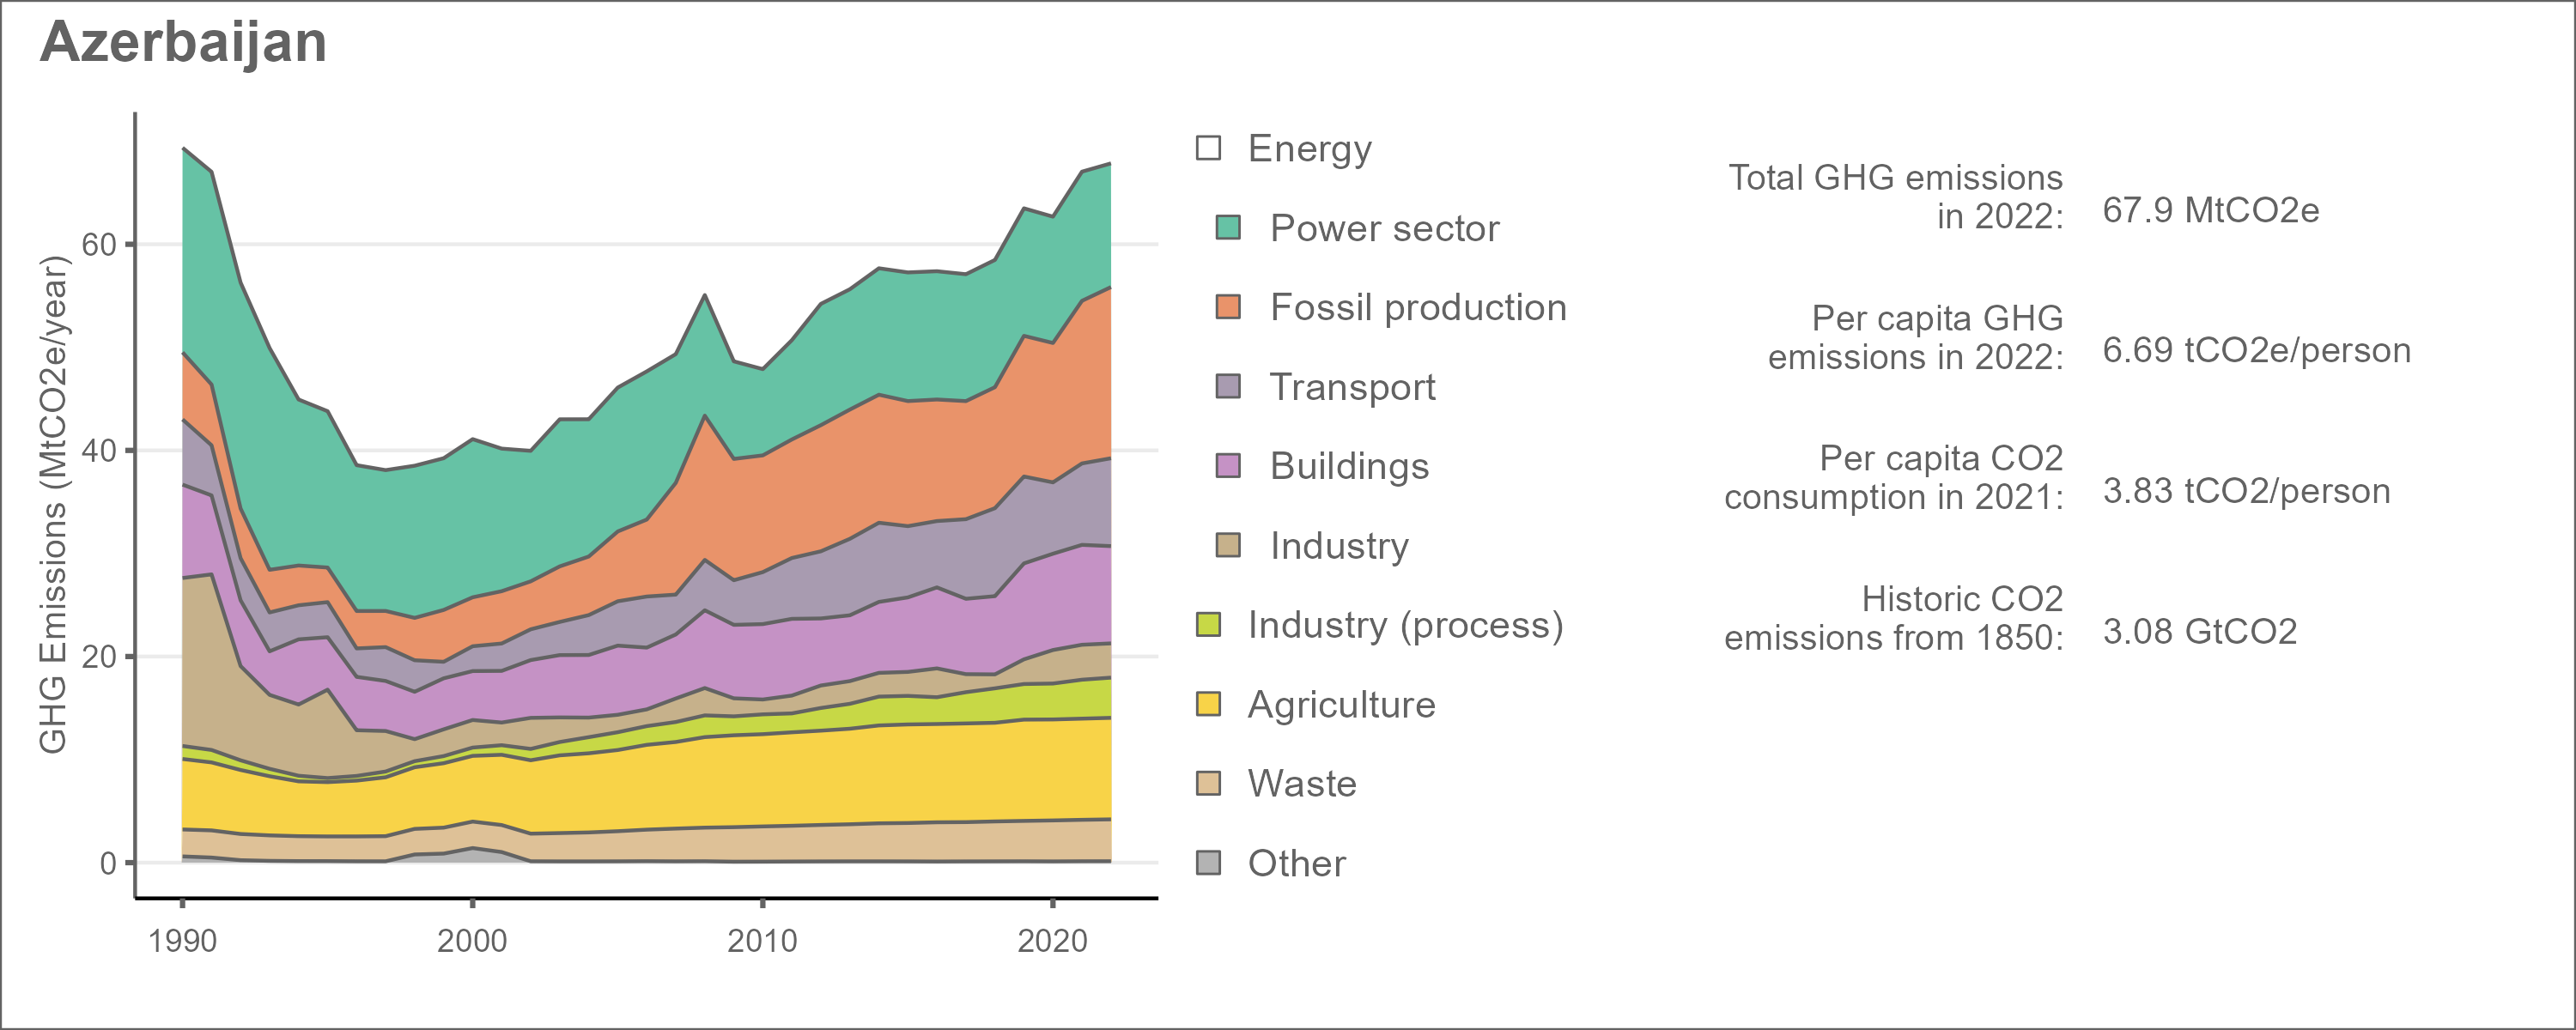 Azerbaijan
GHG Emissions (MtCO2e/year)
60
40
20
0
1990
2000
2010
2020
Energy
Power sector
Fossil production
Transport
Buildings
Industry
Industry (process)
Agriculture
Waste
Other
Total GHG emissions
in 2022:
67.9 MtCO2e
Per capita GHG
emissions in 2022:
6.69 tCO2e/person
Per capita CO2
consumption in 2021:
3.83 tCO2/person
Historic CO2
emissions from 1850:
3.08 GtCO2